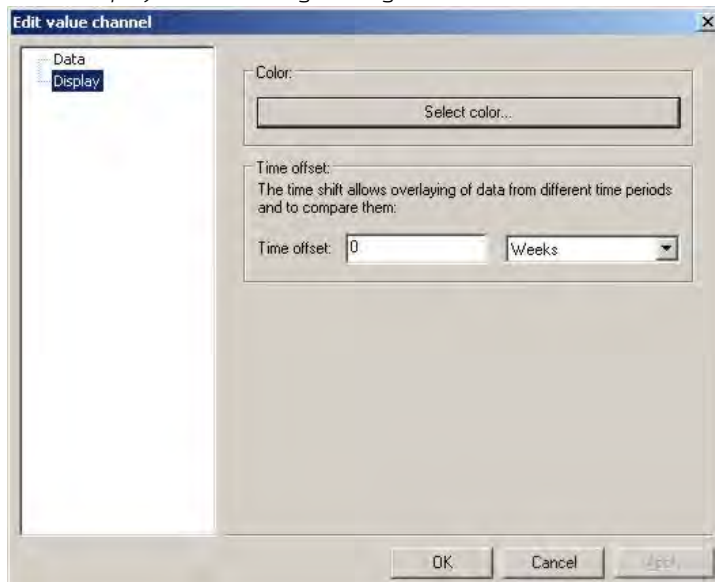 Edit value channel
Data
Display
Color:
Select color...
Time offset:
The time shift allows overlaying of data from different time periods
and to compare them:
Time offset: 0 Weeks
OK Cancel Apply